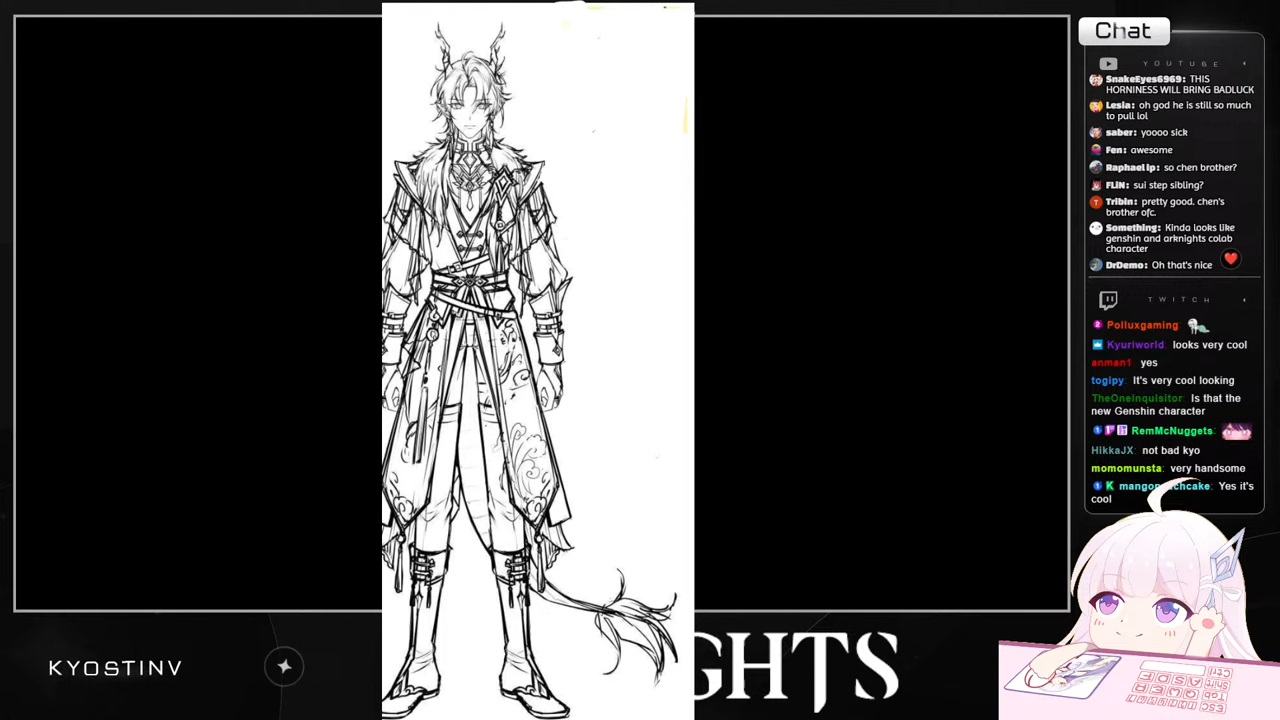 Chat
YOUTUBE
SnakeEyes6969: THIS
HORNINESS WILL BRING BADLUCK
Lesia: oh god he is still so much
to pull lol
saber: yoooo sick
Fen: awesome
Raphael ip: so chen brother?
FLiN: sui step sibling?
Tribin: pretty good. chen's
brother ofc.
Something: Kinda looks like
genshin and arknights colab
character
DrDemo: Oh that's nice
TWITCH
Polluxgaming:
Kyuriworld: looks very cool
anman1: yes
togipy: It's very cool looking
TheOneInquisitor: Is that the
new Genshin character
RemMcNuggets:
HikkaJX: not bad kyo
momomunsta: very handsome
Yes it's
cool
KYOSTINV
GHTS